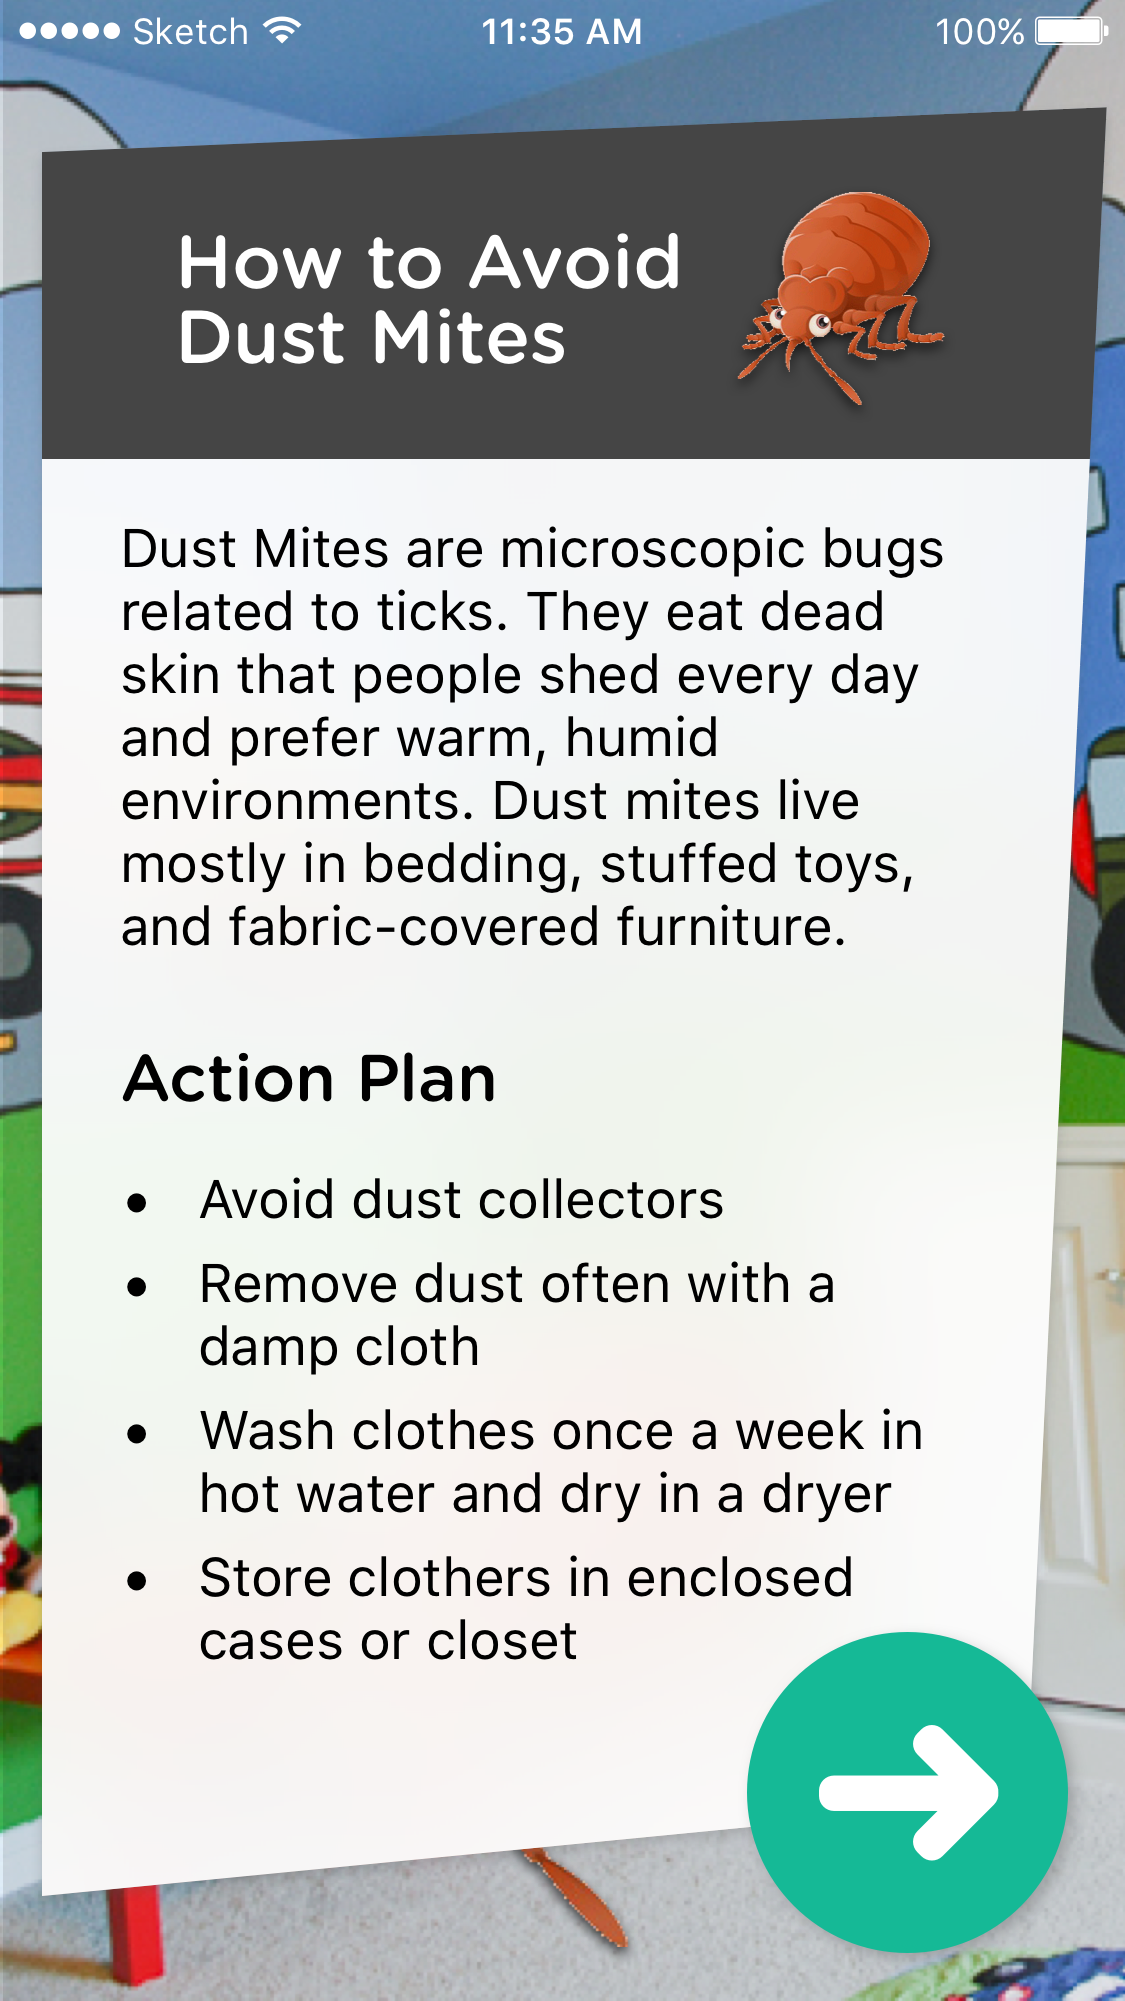 Sketch 11:35 AM 100%
How to Avoid
Dust Mites
Dust Mites are microscopic bugs
related to ticks. They eat dead
skin that people shed every day
and prefer warm, humid
environments. Dust mites live
mostly in bedding, stuffed toys,
and fabric-covered furniture.
Action Plan
• Avoid dust collectors
• Remove dust often with a
damp cloth
• Wash clothes once a week in
hot water and dry in a dryer
• Store clothers in enclosed
cases or closet